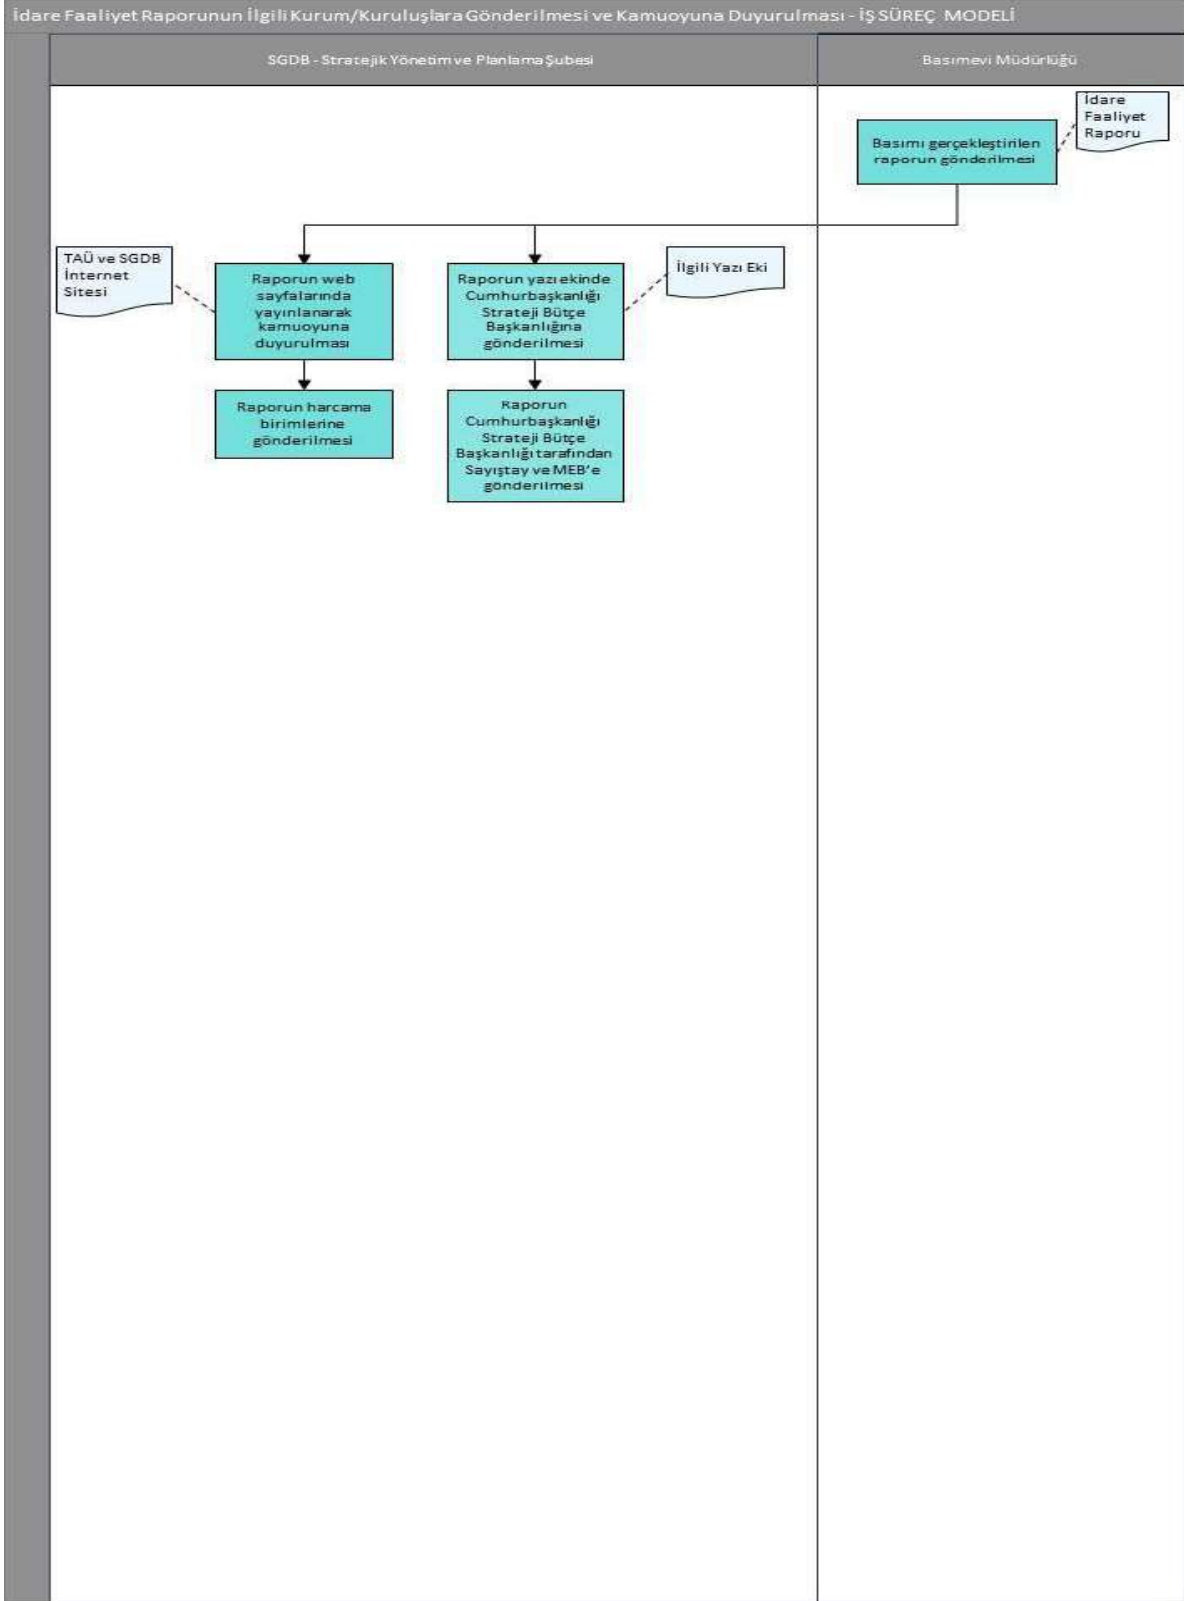 İdare Faaliyet Raporunun İlgili Kurum/Kuruluşlara Gönderilmesi ve Kamuoyuna Duyurulması - İŞ SÜREÇ MODELİ
SGDB - Stratejik Yönetim ve Planlama Şubesi
Basımevi Müdürlüğü
İdare
Faaliyet
Raporu
Basımı gerçekleştirilen
raporun gönderilmesi
TAÜ ve SGDB
İnternet
Sitesi
Raporun web
sayfalarında
yayınlanarak
kamuoyuna
duyurulması
Raporun yazı ekinde
Cumhurbaşkanlığı
Strateji Bütçe
Başkanlığına
gönderilmesi
İlgili Yazı Eki
Raporun harcama
birimlerine
gönderilmesi
Raporun
Cumhurbaşkanlığı
Strateji Bütçe
Başkanlığı tarafından
Sayıştay ve MEB'e
gönderilmesi